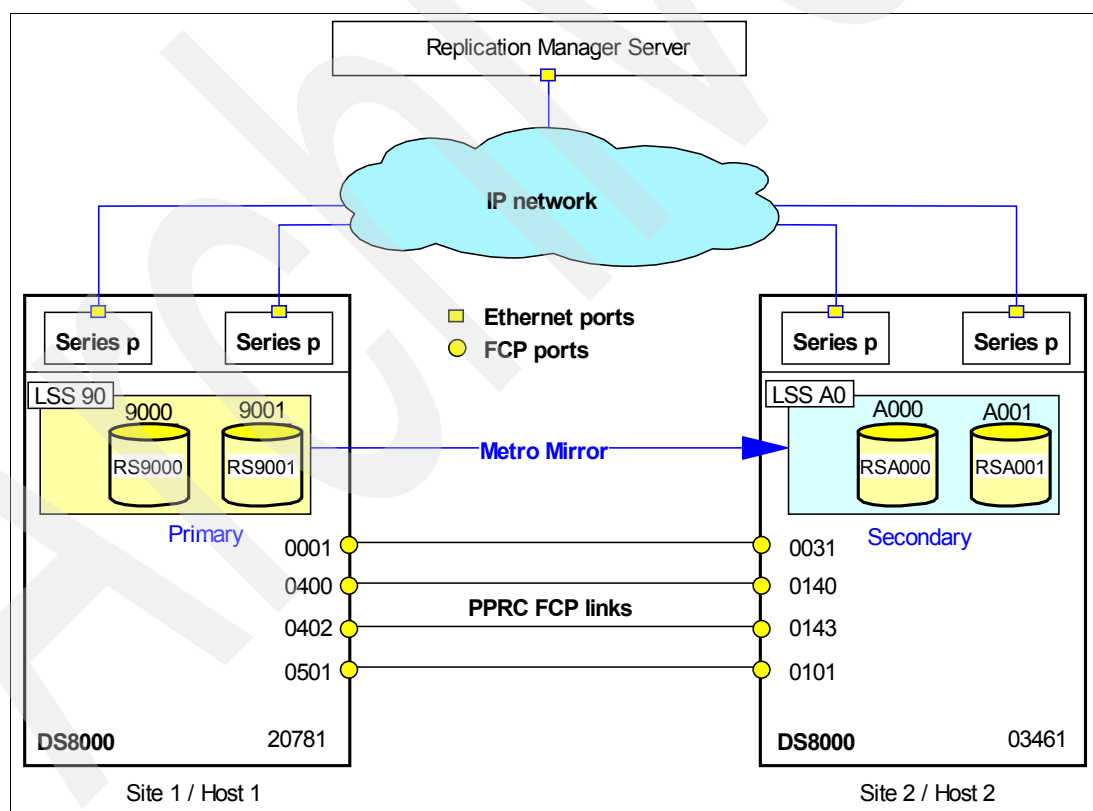 Replication Manager Server
IP network
Ethernet ports
FCP ports
Series p
Series p
Series p
Series p
LSS 90
9000
9001
RS9000
RS9001
Primary
Metro Mirror
LSS A0
A000
A001
RSA000
RSA001
Secondary
0001
0031
0400
0140
PPRC FCP links
0402
0143
0501
0101
DS8000
20781
DS8000
03461
Site 1 / Host 1
Site 2 / Host 2